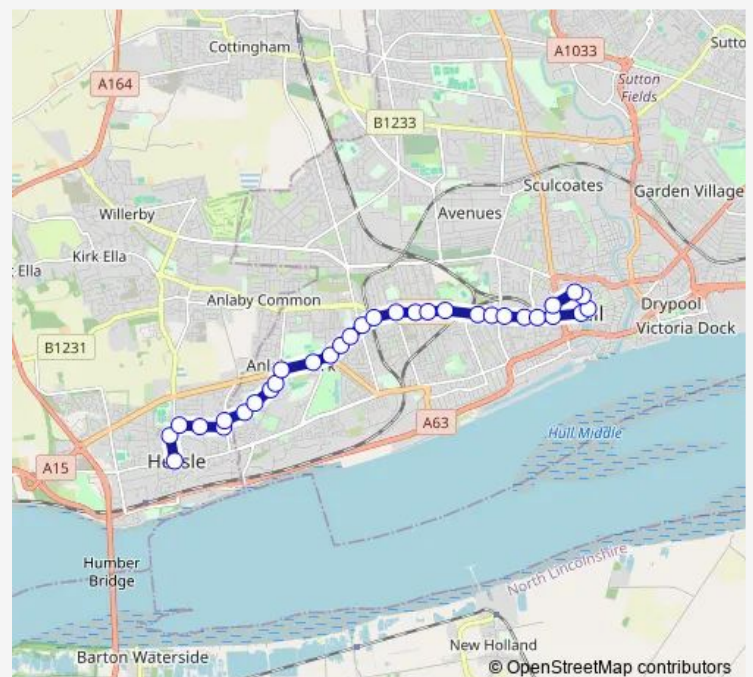 Cottingham
A1033
Sutto
A164
Sutton
Fields
B1233
Sculcoates
Garden Village
Willerby
Avenues
Kirk Ella
Ella
Anlaby Common
Drypool
Victoria Dock
B1231
A63
Hull Middle
A15
Humber
Bridge
North Lincolnshire
New Holland
Barton Waterside
© OpenStreetMap contributors